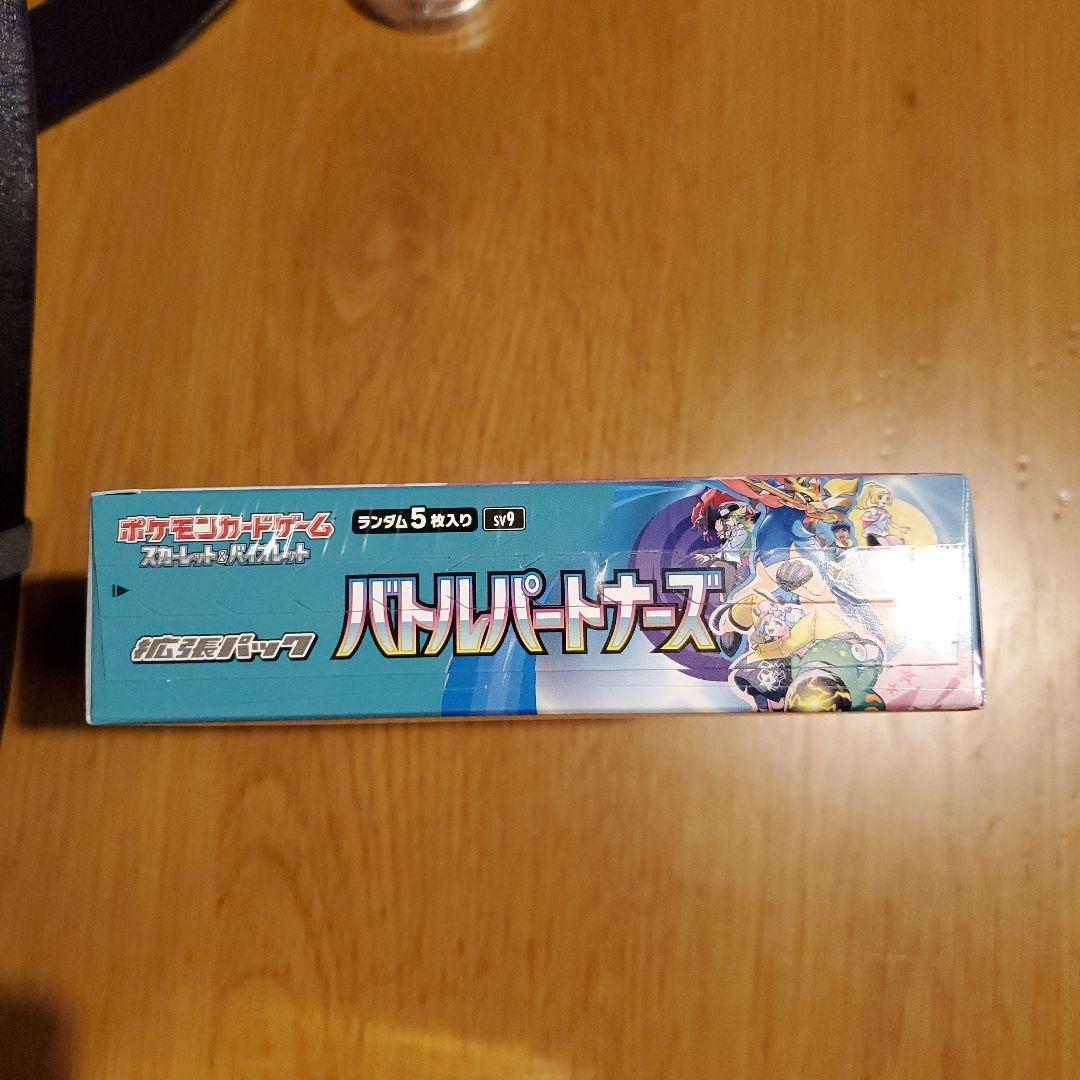 ポケモンカードゲーム
スカーレット&バイオレット
ランダム5枚入り
sv9
拡張パック
バトルパートナーズ